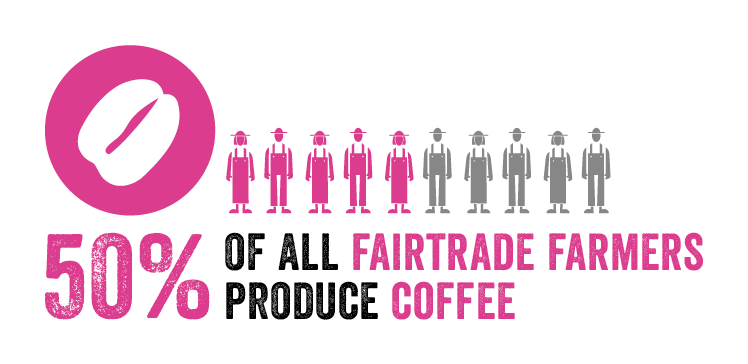 50% OF ALL FAIRTRADE FARMERS
PRODUCE COFFEE